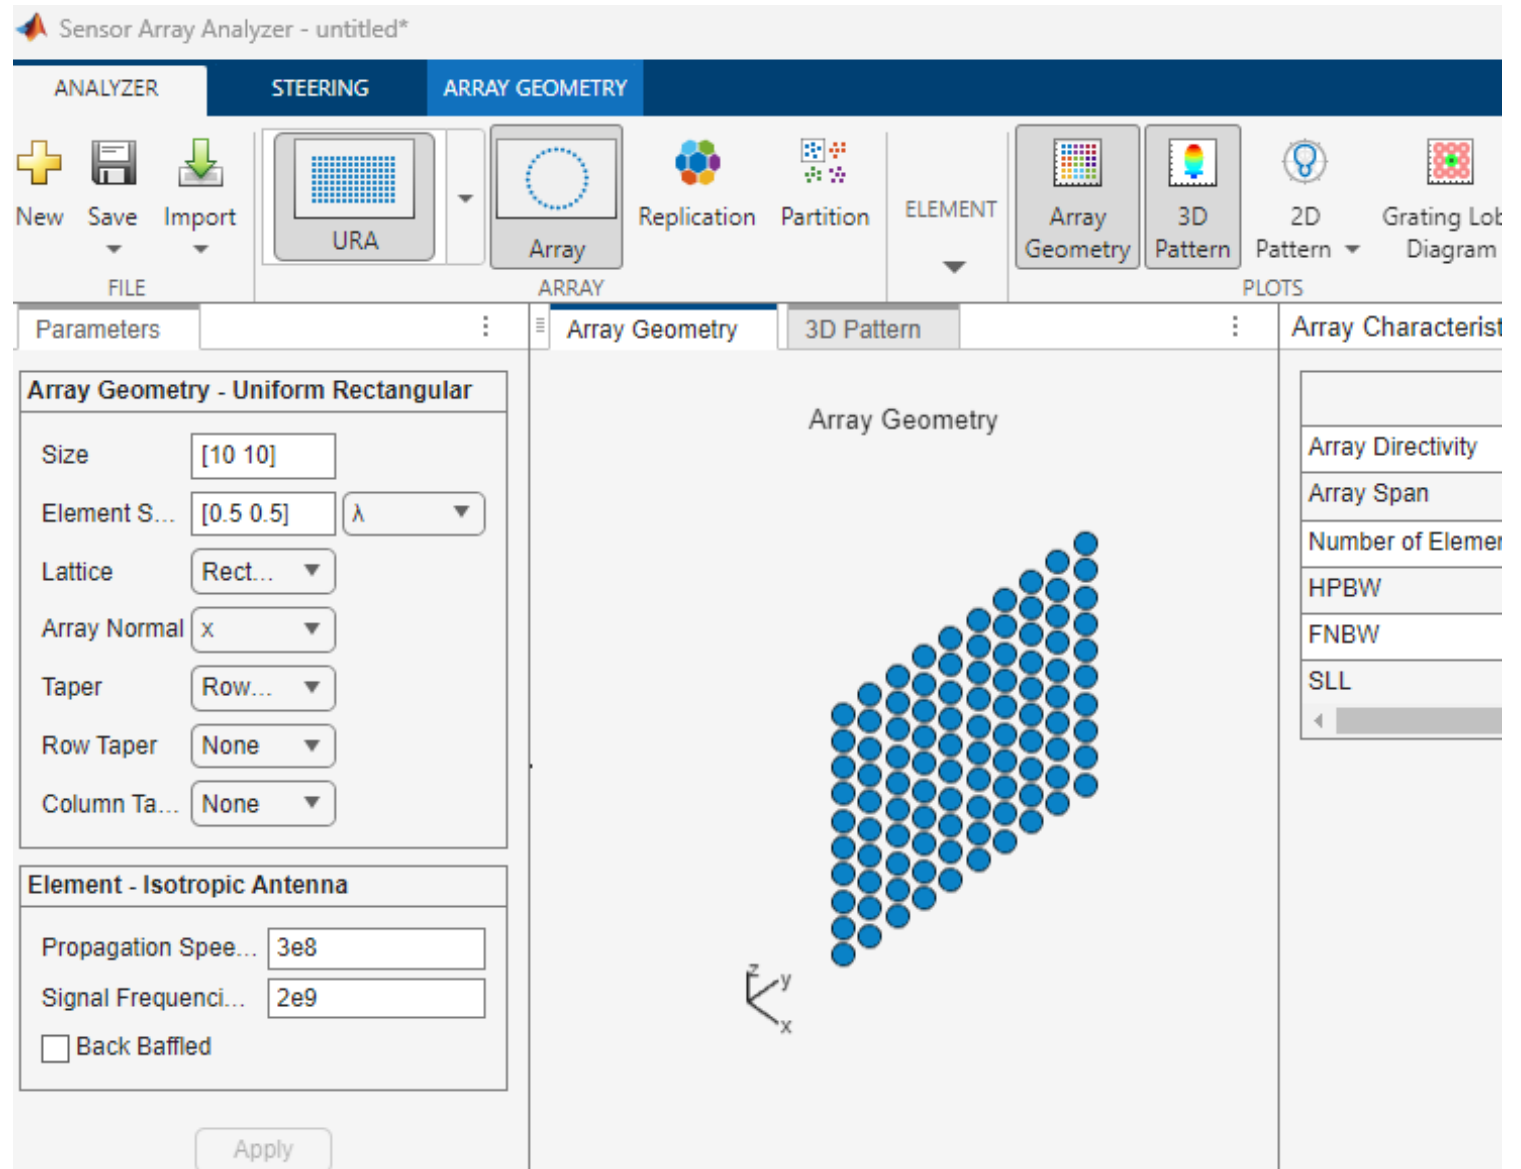 Sensor Array Analyzer - untitled*
ANALYZER STEERING ARRAY GEOMETRY
New Save Import URA Array Replication Partition ELEMENT Array Geometry 3D Pattern 2D Pattern Grating Lob Diagram
FILE ARRAY PLOTS
Parameters
Array Geometry - Uniform Rectangular
Size [10 10]
Element S... [0.5 0.5] λ
Lattice Rect...
Array Normal x
Taper Row...
Row Taper None
Column Ta... None
Element - Isotropic Antenna
Propagation Spee... 3e8
Signal Frequenci... 2e9
Back Baffled
Apply
Array Geometry 3D Pattern
Array Geometry
z
y
x
Array Characterist
Array Directivity
Array Span
Number of Elemer
HPBW
FNBW
SLL